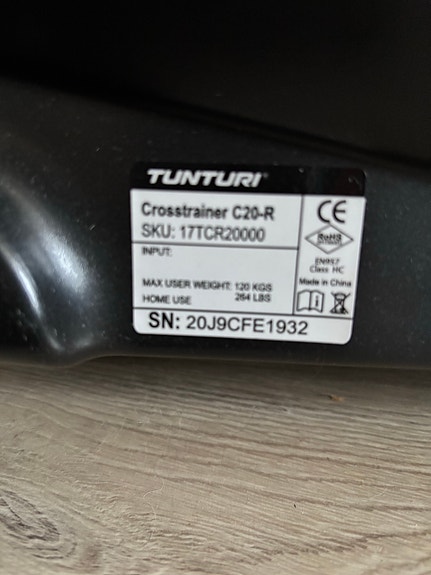 TUNTURI®
Crosstrainer C20-R
SKU: 17TCR20000
INPUT:
MAX USER WEIGHT: 120 KGS
264 LBS
HOME USE
CE
RoHS
EN957
Class HC
Made in China
SN: 20J9CFE1932